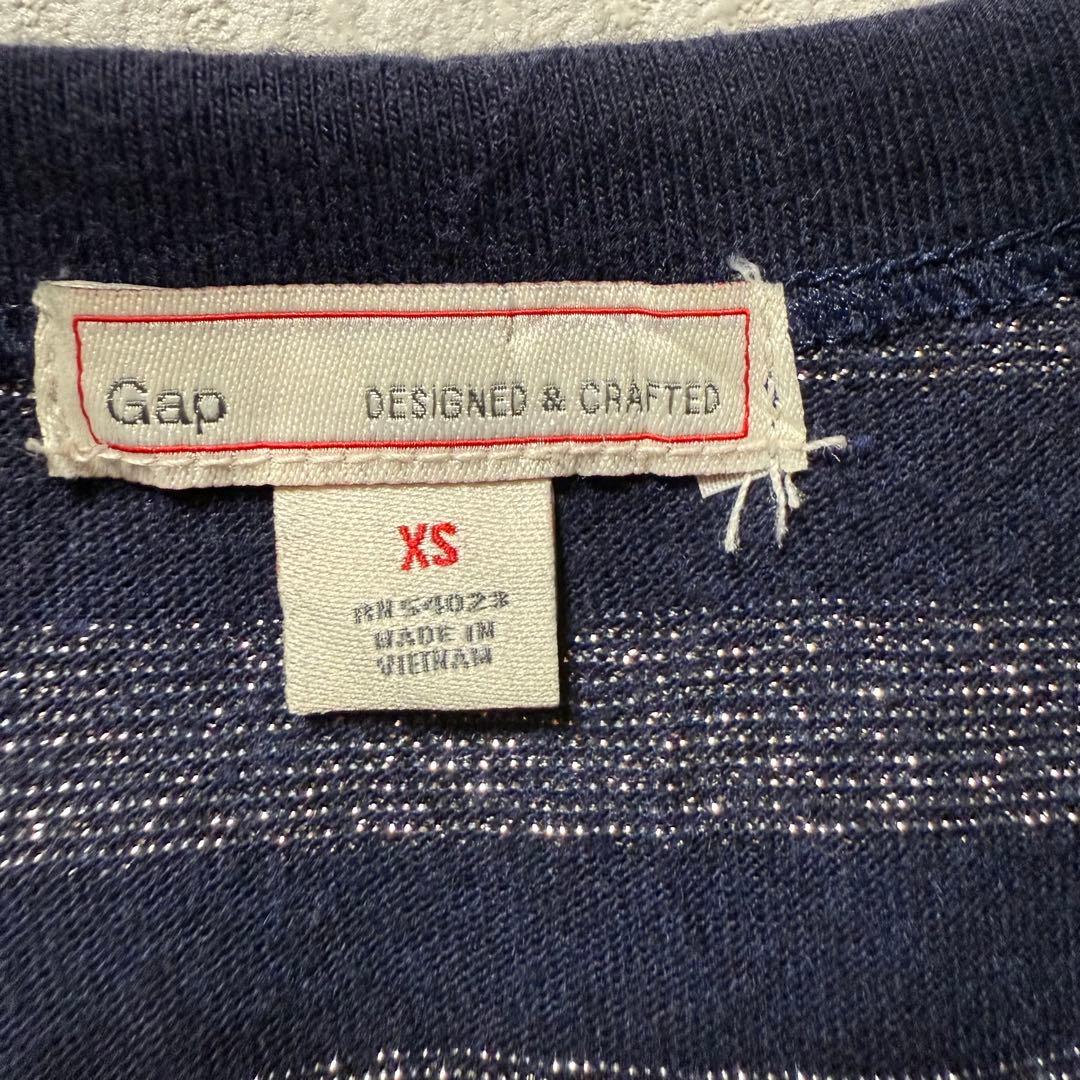 Gap DESIGNED & CRAFTED
XS
RN 54023
MADE IN
VIETNAM